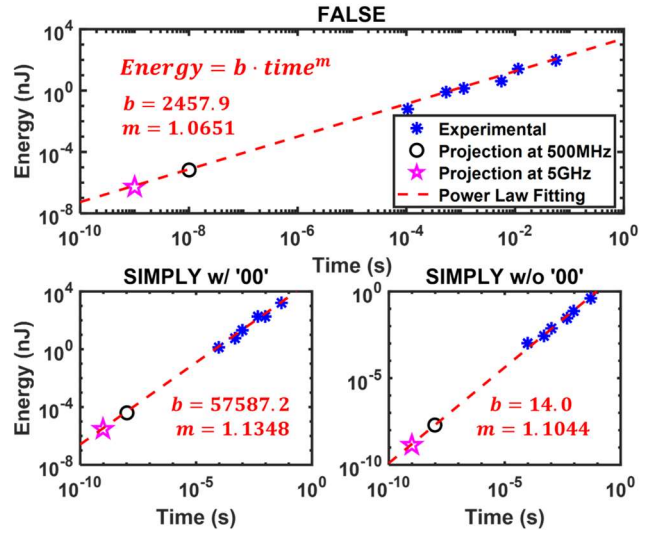 FALSE
Energy (nJ)
10^4
10^0
10^-4
10^-8
Energy = b · time^m
b = 2457.9
m = 1.0651
Experimental
Projection at 500MHz
Projection at 5GHz
Power Law Fitting
10^-10 10^-8 10^-6 10^-4 10^-2 10^0
Time (s)
SIMPLY w/ '00'
Energy (nJ)
10^4
10^0
10^-4
10^-8
b = 57587.2
m = 1.1348
10^-10 10^-5 10^0
Time (s)
SIMPLY w/o '00'
Energy (nJ)
10^0
10^-5
10^-10
b = 14.0
m = 1.1044
10^-10 10^-5 10^0
Time (s)